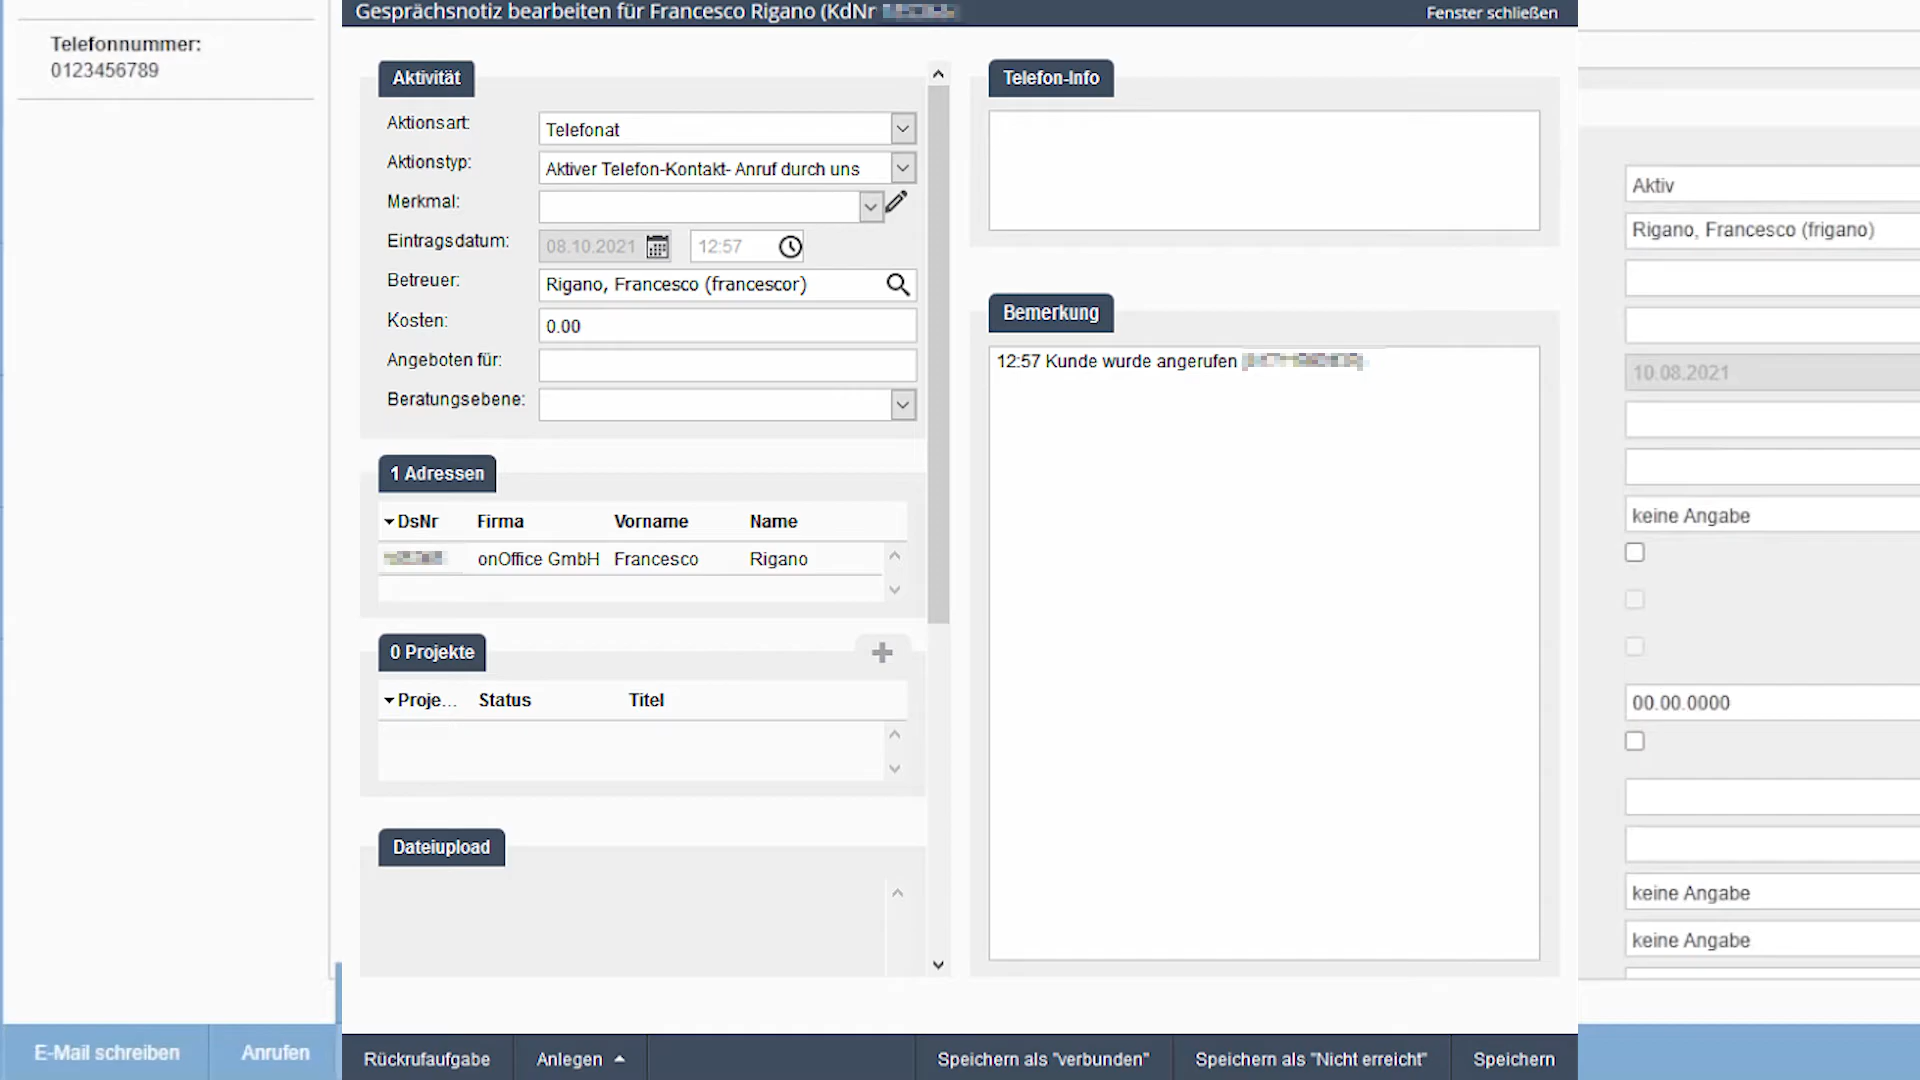 Gesprächsnotiz bearbeiten für Francesco Rigano (KdNr
Fenster schließen
Telefonnummer:
0123456789
Aktivität
Aktionsart: Telefonat
Aktionstyp: Aktiver Telefon-Kontakt- Anruf durch uns
Merkmal:
Eintragsdatum: 08.10.2021 12:57
Betreuer: Rigano, Francesco (francescor)
Kosten: 0.00
Angeboten für:
Beratungsebene:
1 Adressen
DsNr Firma Vorname Name
onOffice GmbH Francesco Rigano
0 Projekte
Proje... Status Titel
Dateiupload
Telefon-Info
Bemerkung
12:57 Kunde wurde angerufen
Aktiv
Rigano, Francesco (frigano)
10.08.2021
keine Angabe
00.00.0000
keine Angabe
keine Angabe
E-Mail schreiben Anrufen
Rückrufaufgabe Anlegen Speichern als "verbunden" Speichern als "Nicht erreicht" Speichern